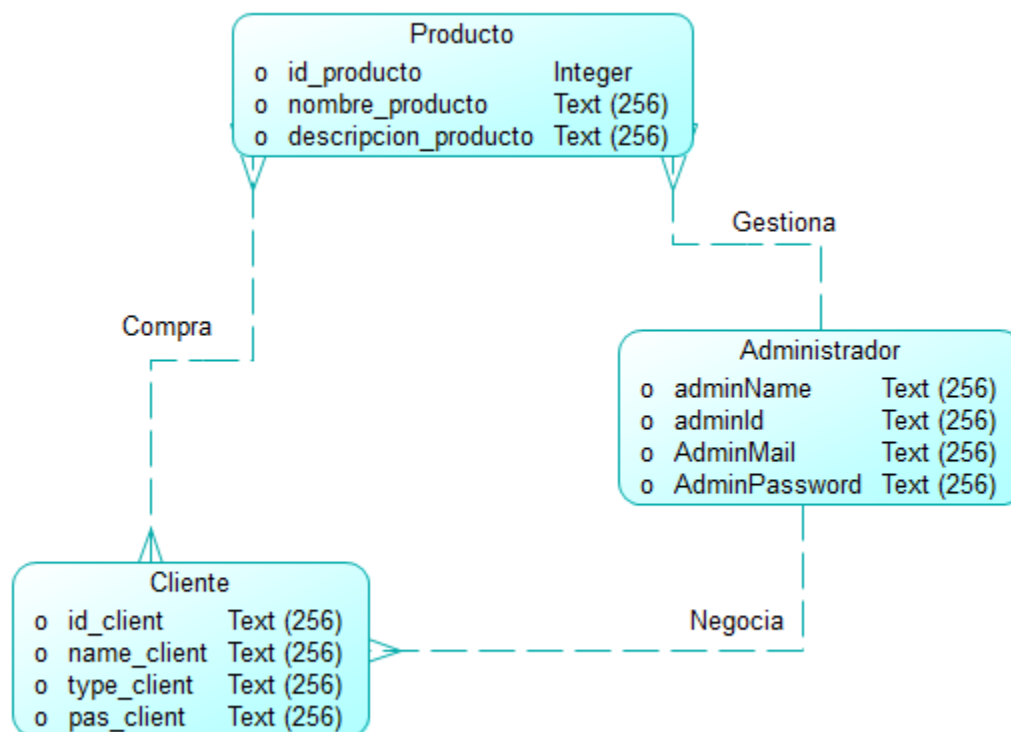 Producto
o id_producto Integer
o nombre_producto Text (256)
o descripcion_producto Text (256)
Gestiona
Compra
Administrador
o adminName Text (256)
o adminId Text (256)
o AdminMail Text (256)
o AdminPassword Text (256)
Cliente
o id_client Text (256)
o name_client Text (256)
o type_client Text (256)
o pas_client Text (256)
Negocia